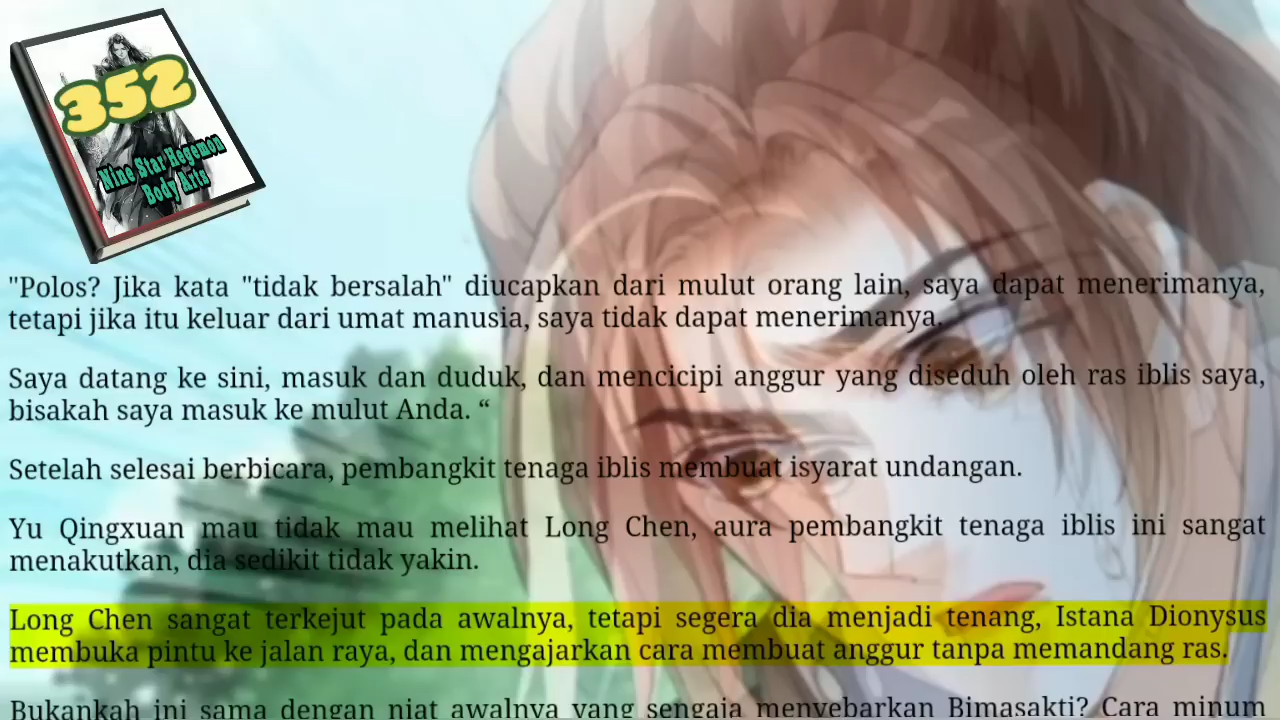 352
Nine Star Hegemon
Body Arts
"Polos? Jika kata "tidak bersalah" diucapkan dari mulut orang lain, saya dapat menerimanya,
tetapi jika itu keluar dari umat manusia, saya tidak dapat menerimanya.
Saya datang ke sini, masuk dan duduk, dan mencicipi anggur yang diseduh oleh ras iblis saya,
bisakah saya masuk ke mulut Anda. “
Setelah selesai berbicara, pembangkit tenaga iblis membuat isyarat undangan.
Yu Qingxuan mau tidak mau melihat Long Chen, aura pembangkit tenaga iblis ini sangat
menakutkan, dia sedikit tidak yakin.
Long Chen sangat terkejut pada awalnya, tetapi segera dia menjadi tenang, Istana Dionysus
membuka pintu ke jalan raya, dan mengajarkan cara membuat anggur tanpa memandang ras.
Bukankah ini sama dengan niat awalnya yang sengaja menyebarkan Bimasakti? Cara minum